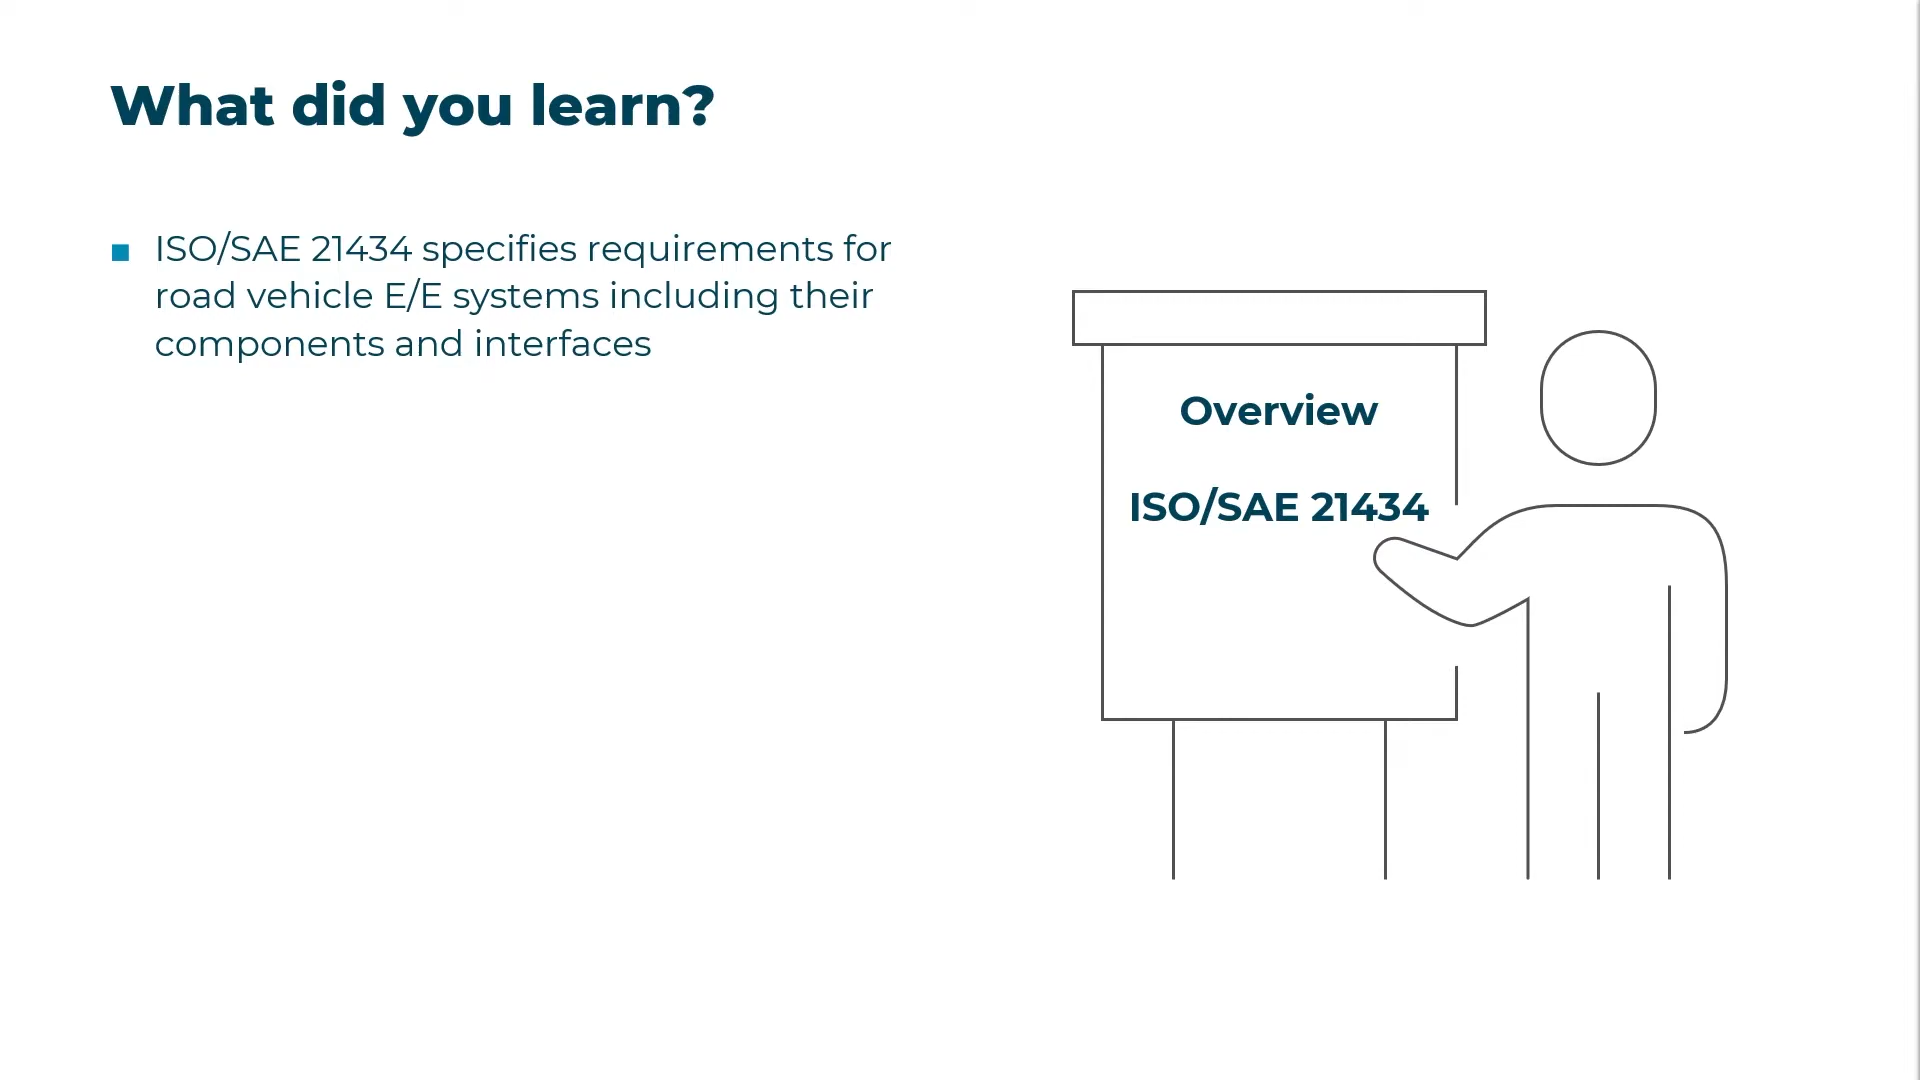 What did you learn?
ISO/SAE 21434 specifies requirements for
road vehicle E/E systems including their
components and interfaces
Overview
ISO/SAE 21434